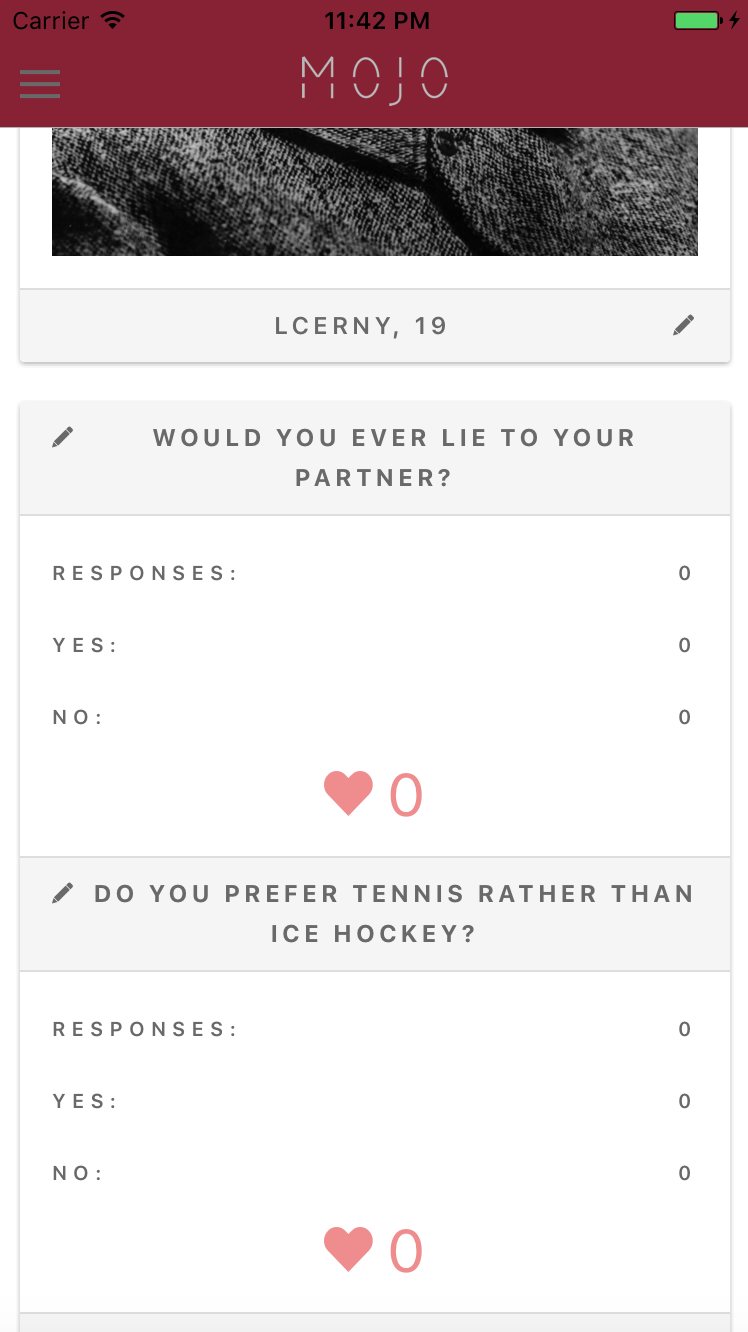 Carrier 11:42 PM
MOJO
LCERNY, 19
WOULD YOU EVER LIE TO YOUR
PARTNER?
RESPONSES: 0
YES: 0
NO: 0
0
DO YOU PREFER TENNIS RATHER THAN
ICE HOCKEY?
RESPONSES: 0
YES: 0
NO: 0
0